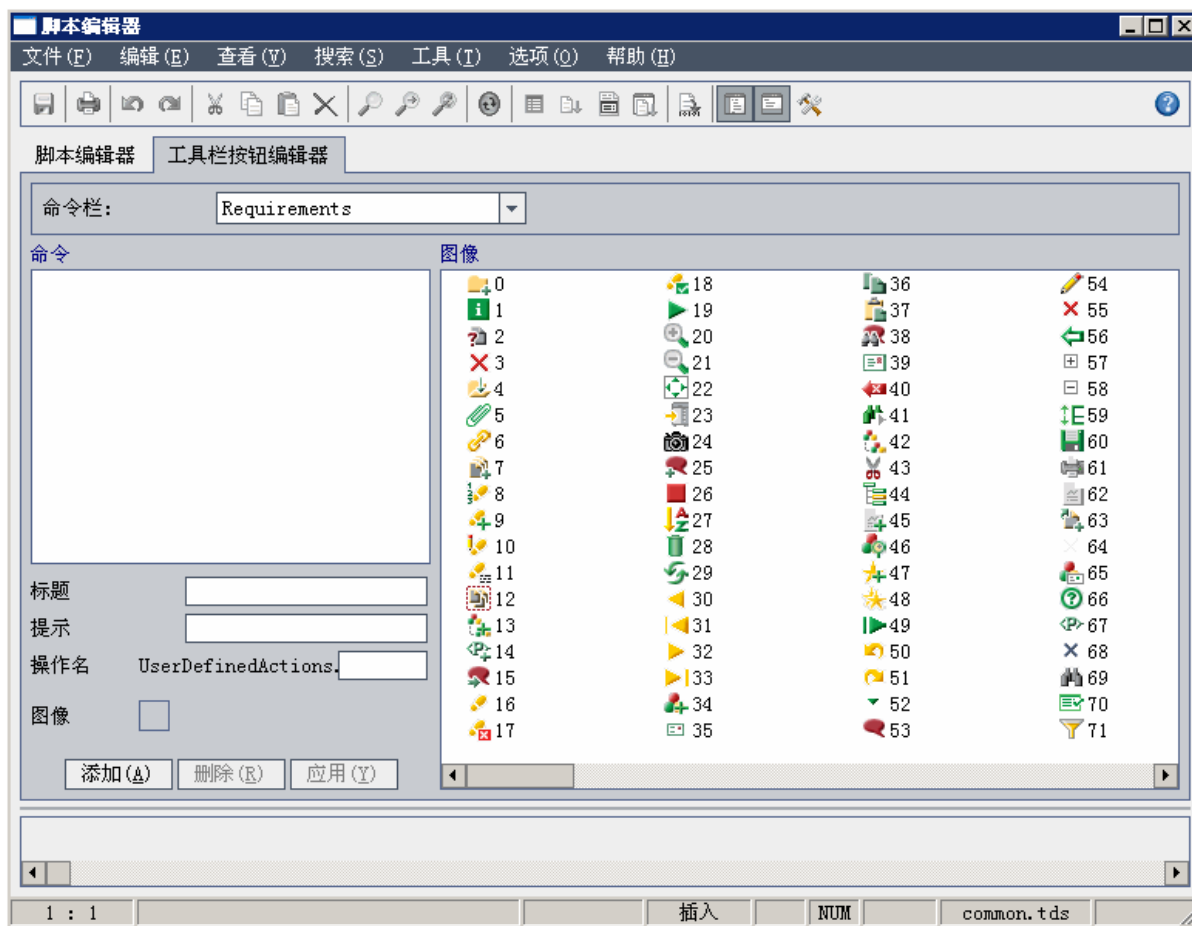 脚本编辑器
文件(F) 编辑(E) 查看(V) 搜索(S) 工具(T) 选项(O) 帮助(H)
脚本编辑器 工具栏按钮编辑器
命令栏: Requirements
命令 图像
0 18 36 54
1 19 37 55
2 20 38 56
3 21 39 57
4 22 40 58
5 23 41 59
6 24 42 60
7 25 43 61
8 26 44 62
9 27 45 63
10 28 46 64
11 29 47 65
12 30 48 66
13 31 49 67
14 32 50 68
15 33 51 69
16 34 52 70
17 35 53 71
标题
提示
操作名 UserDefinedActions.
图像
添加(A) 删除(R) 应用(Y)
1 : 1 插入 NUM common.tds